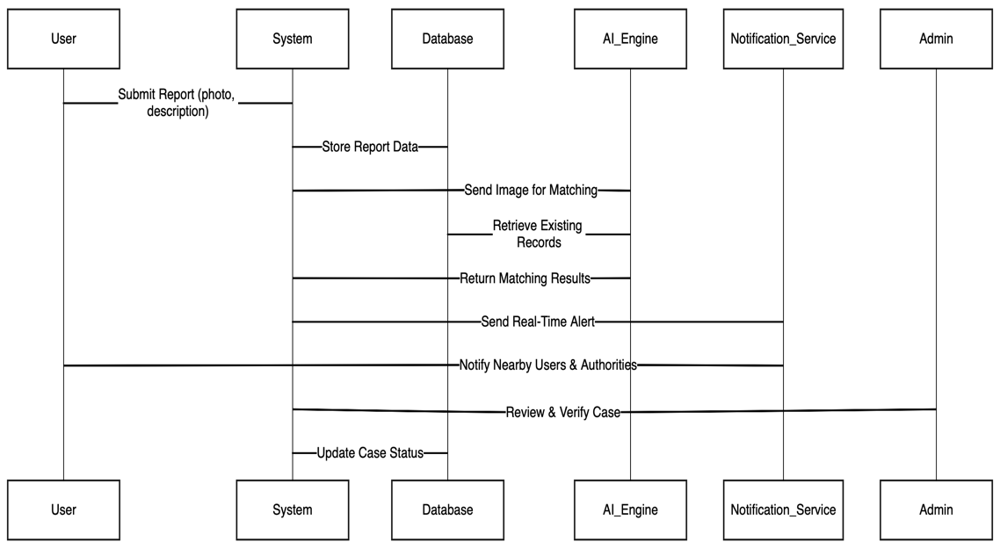 User
System
Database
AI_Engine
Notification_Service
Admin
Submit Report (photo,
description)
Store Report Data
Send Image for Matching
Retrieve Existing
Records
Return Matching Results
Send Real-Time Alert
Notify Nearby Users & Authorities
Review & Verify Case
Update Case Status
User
System
Database
AI_Engine
Notification_Service
Admin